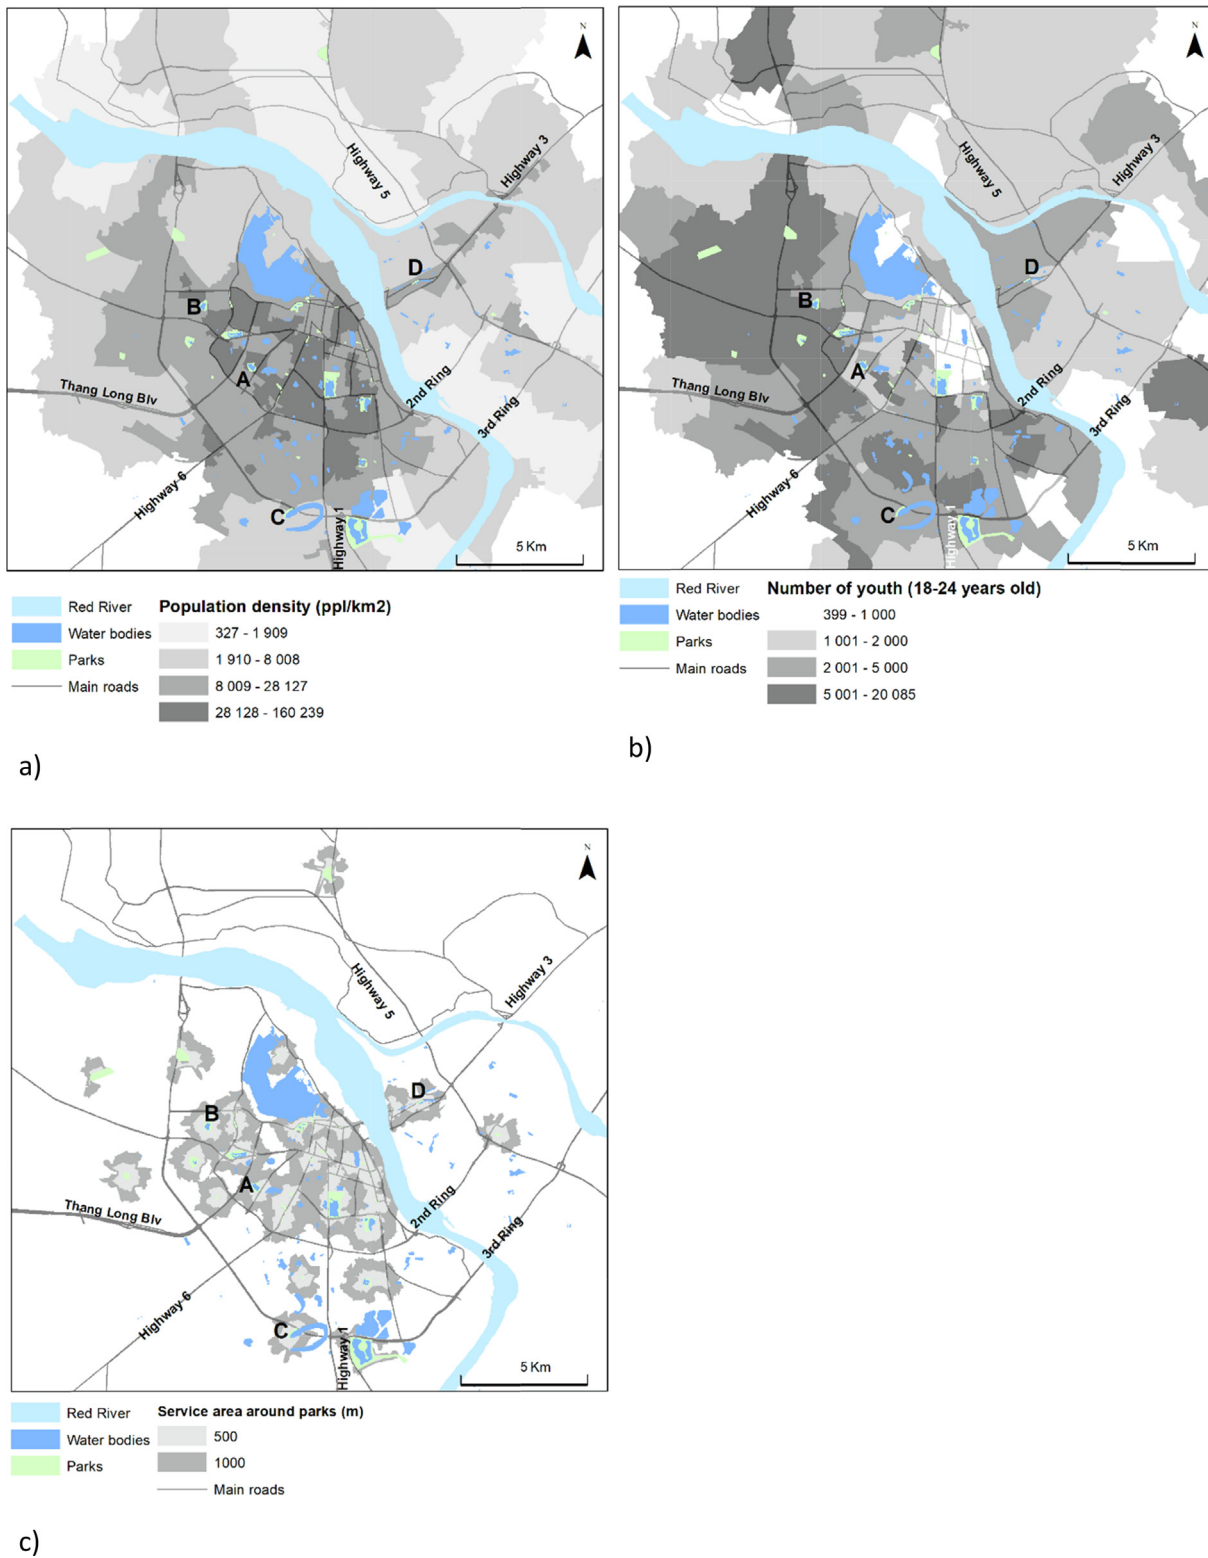 N
Highway 5
Highway 3
D
B
A
Thang Long Blv
2nd Ring
3rd Ring
Highway 6
C
Highway 1
5 Km
Red River
Water bodies
Parks
Main roads
Population density (ppl/km2)
327 - 1 909
1 910 - 8 008
8 009 - 28 127
28 128 - 160 239
a)
N
Highway 5
Highway 3
D
B
A
Thang Long Blv
2nd Ring
3rd Ring
Highway 6
C
Highway 1
5 Km
Red River
Water bodies
Parks
Main roads
Number of youth (18-24 years old)
399 - 1 000
1 001 - 2 000
2 001 - 5 000
5 001 - 20 085
b)
N
Highway 5
Highway 3
D
B
A
Thang Long Blv
2nd Ring
3rd Ring
Highway 6
C
Highway 1
5 Km
Red River
Water bodies
Parks
Service area around parks (m)
500
1000
Main roads
c)